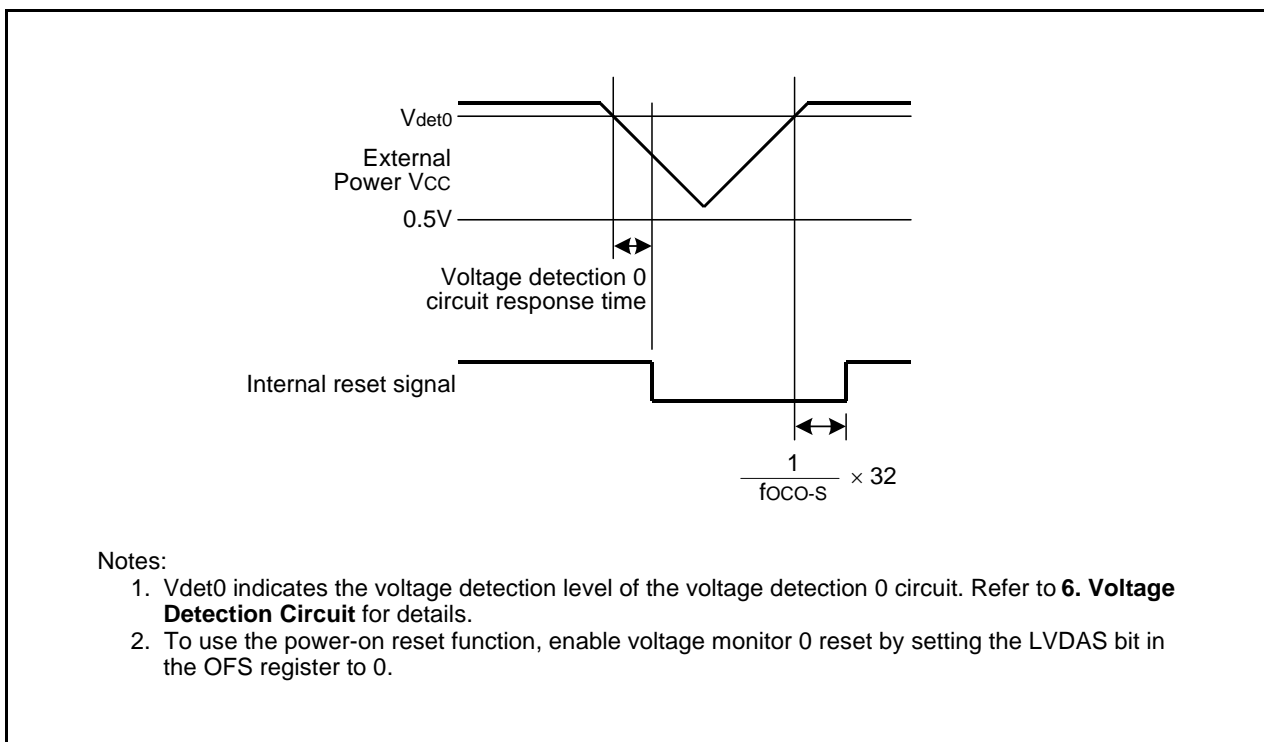 Vdet0
External
Power VCC
0.5V
Voltage detection 0
circuit response time
Internal reset signal
1
fOCO-S
× 32
Notes:
1. Vdet0 indicates the voltage detection level of the voltage detection 0 circuit. Refer to 6. Voltage
Detection Circuit for details.
2. To use the power-on reset function, enable voltage monitor 0 reset by setting the LVDAS bit in
the OFS register to 0.